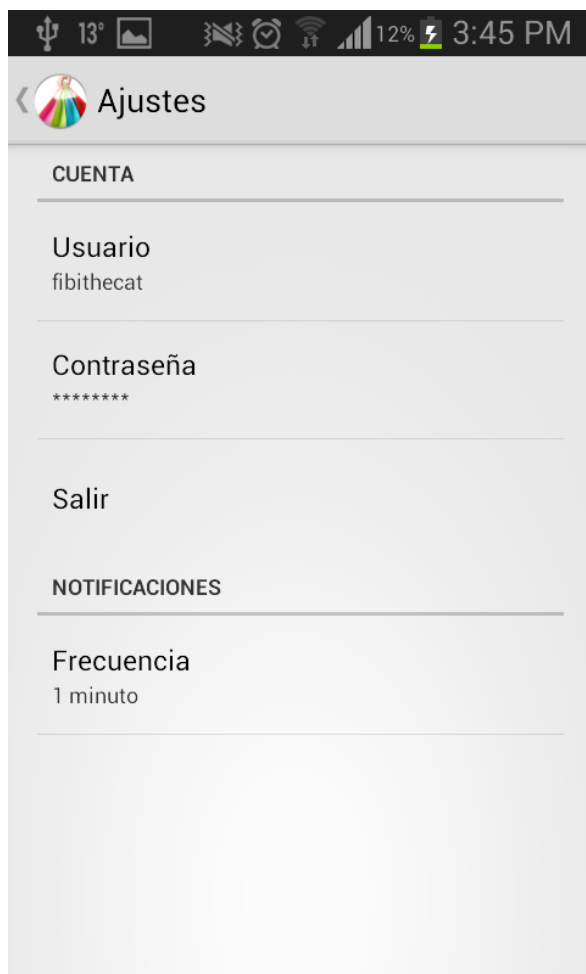 13° 12% 3:45 PM
Ajustes
CUENTA
Usuario
fibithecat
Contraseña
********
Salir
NOTIFICACIONES
Frecuencia
1 minuto